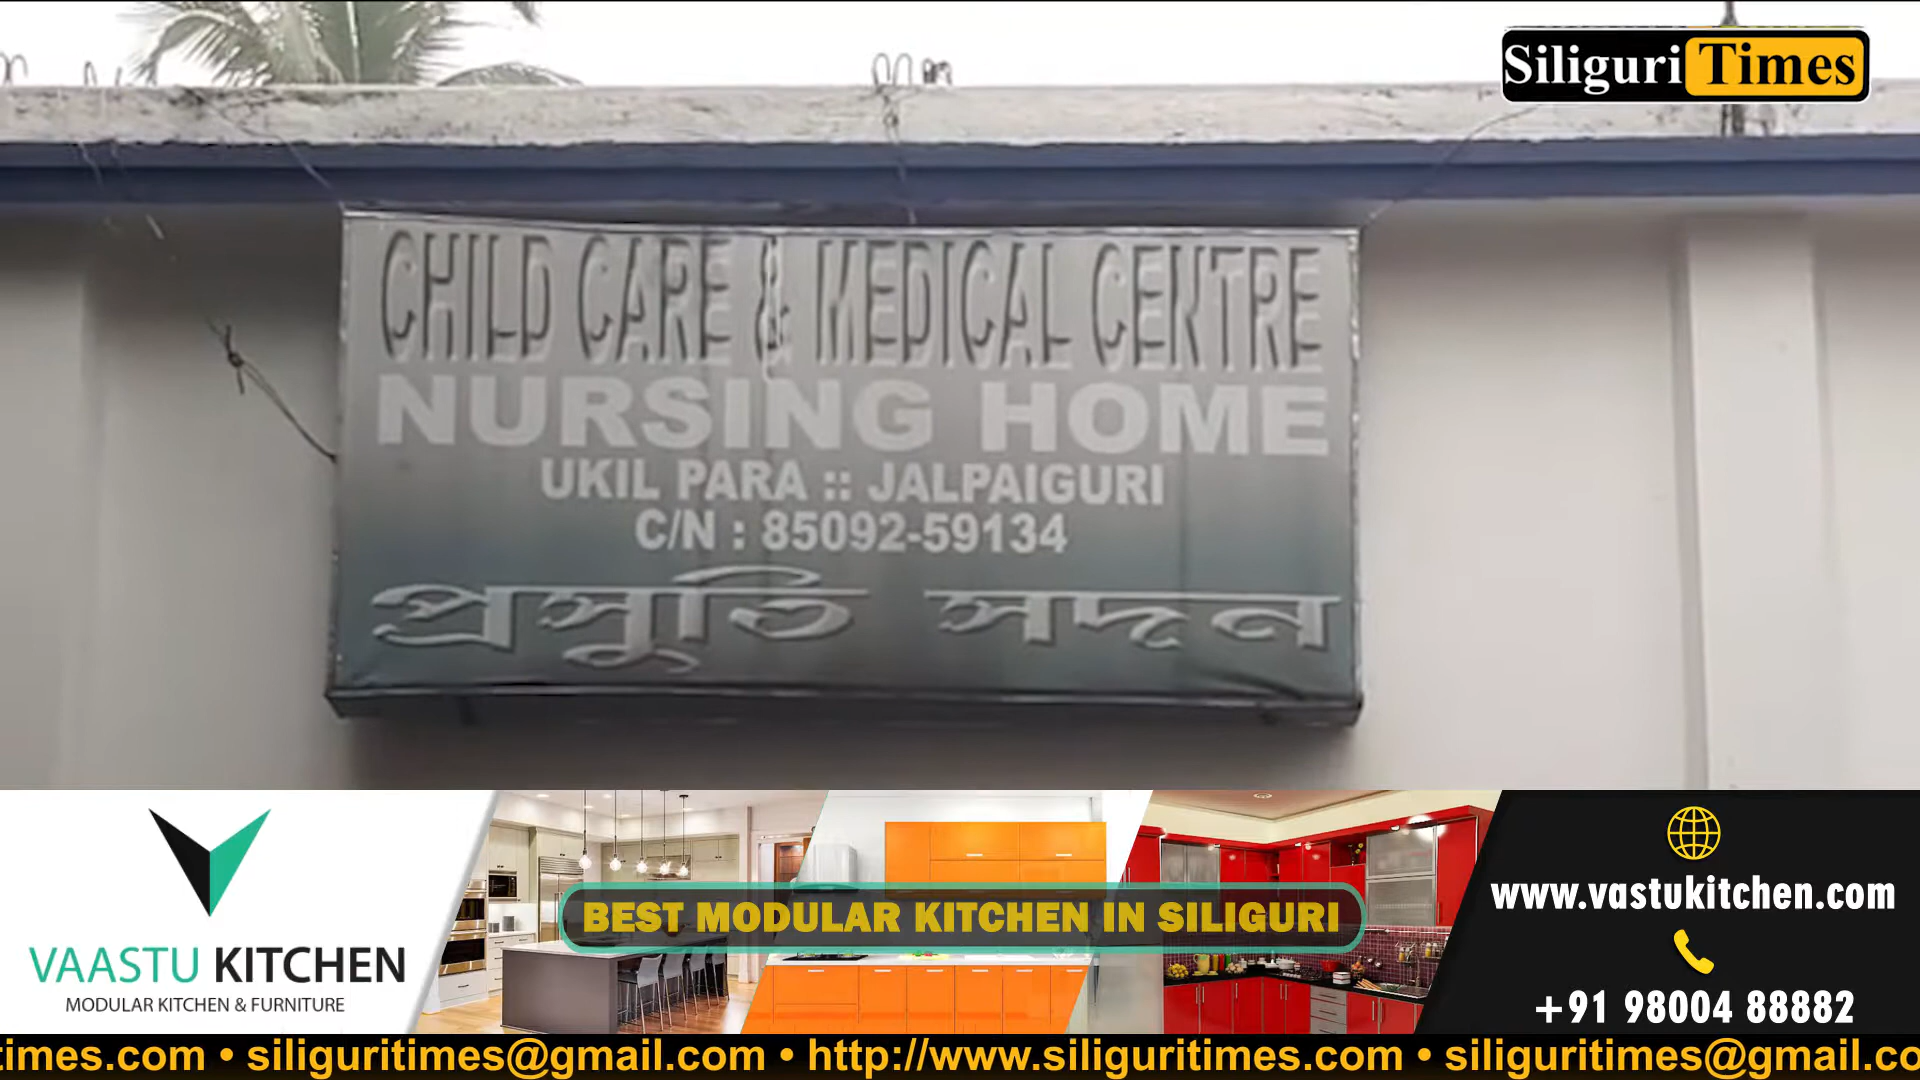 Siliguri Times
CHILD CARE & MEDICAL CENTRE
NURSING HOME
UKIL PARA :: JALPAIGURI
C/N : 85092-59134
প্রসুতি সদন
VAASTU KITCHEN
MODULAR KITCHEN & FURNITURE
BEST MODULAR KITCHEN IN SILIGURI
www.vastukitchen.com
+91 98004 88882
times.com • siliguritimes@gmail.com • http://www.siliguritimes.com • siliguritimes@gmail.co